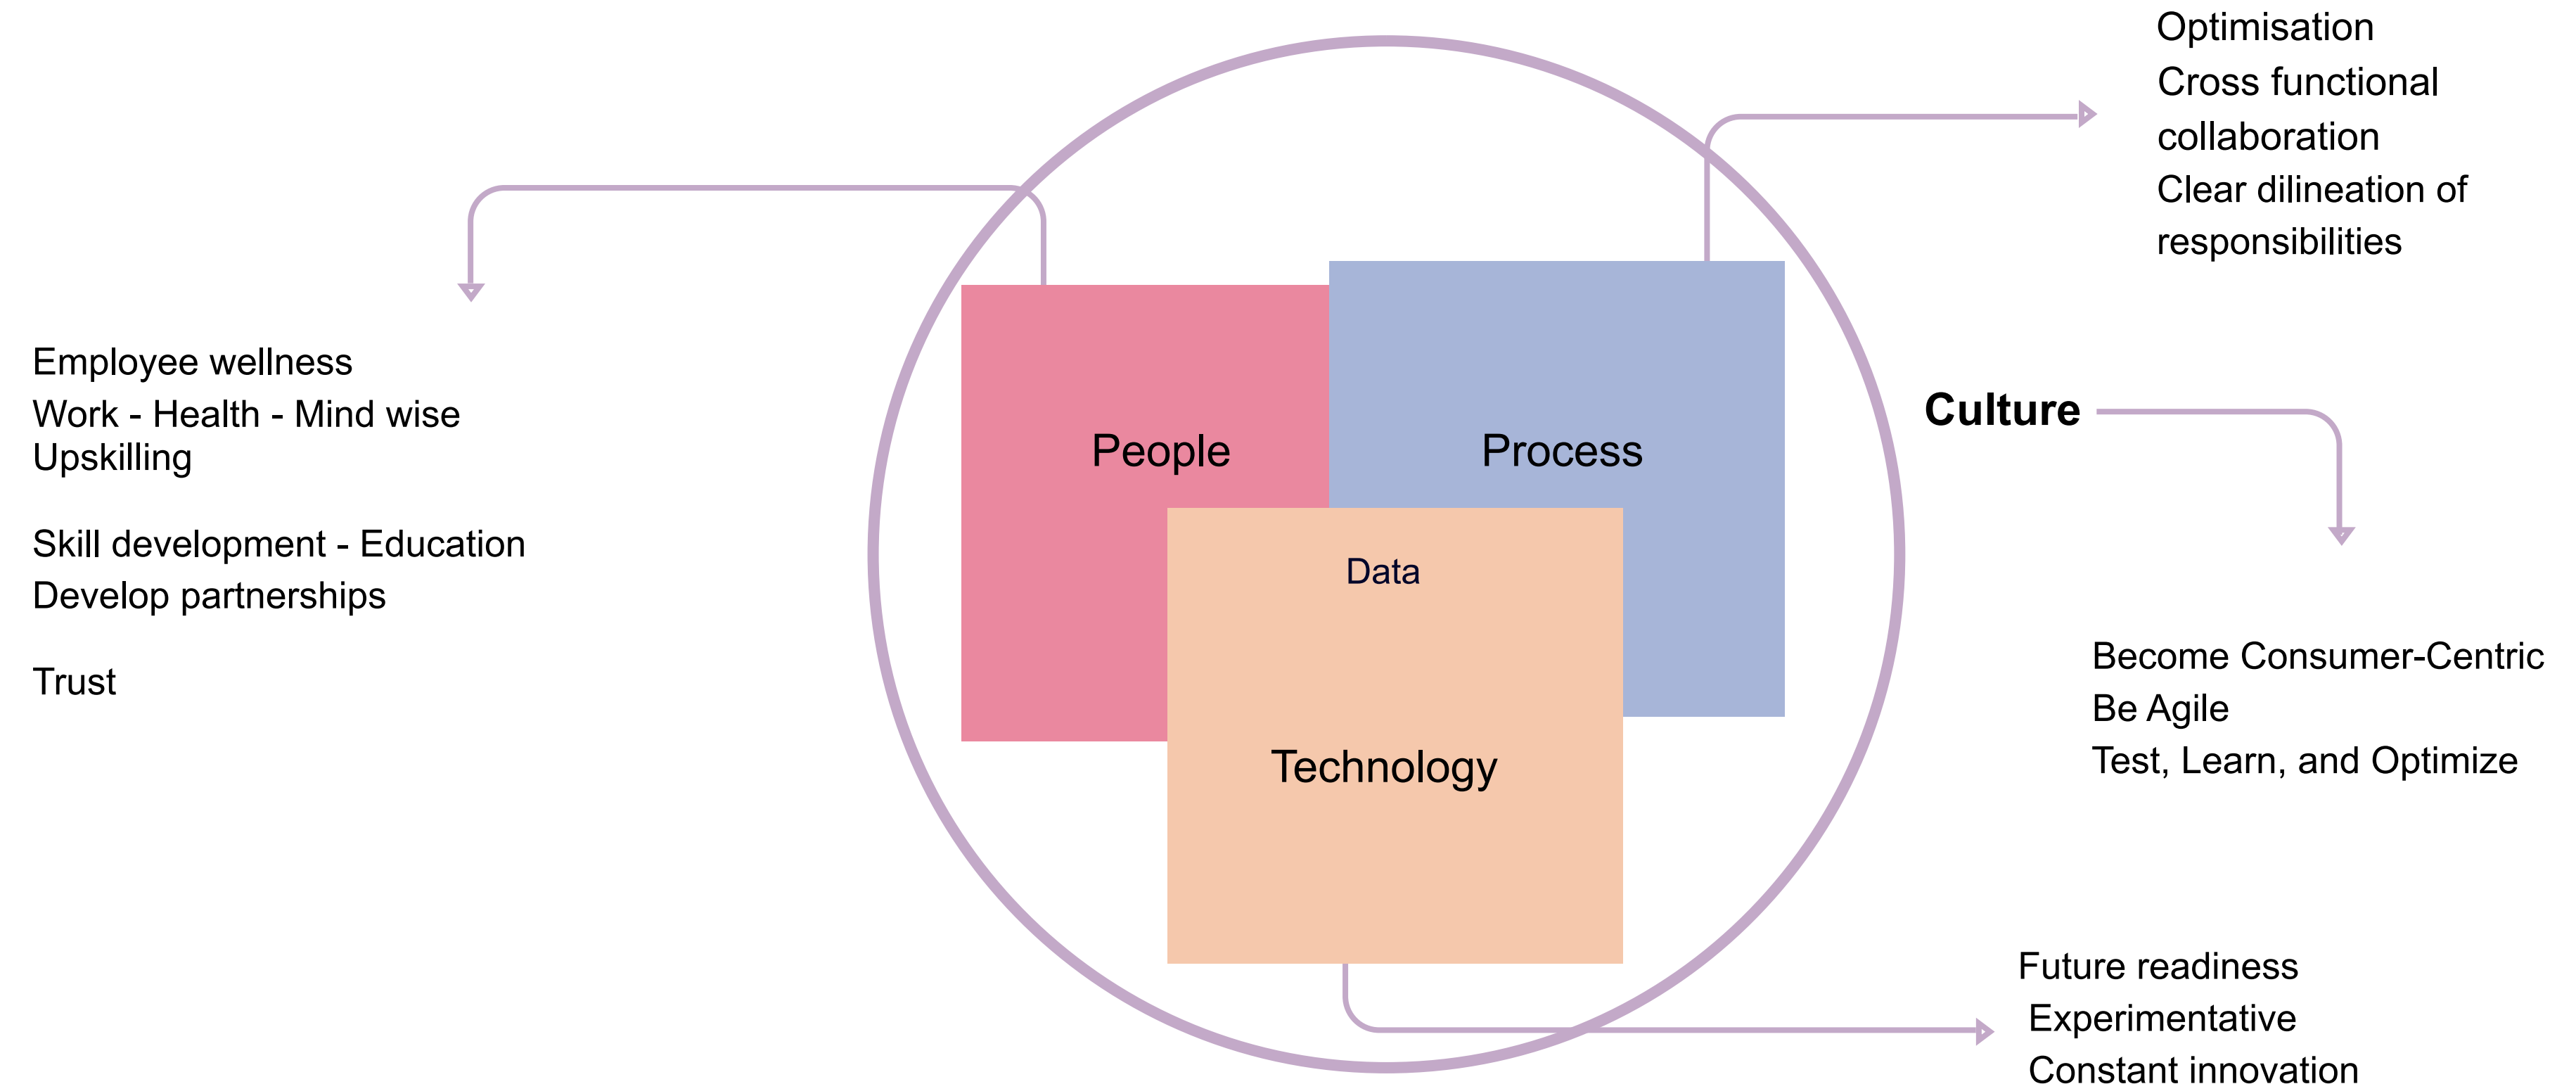 Optimisation
Cross functional
collaboration
Clear dilineation of
responsibilities
Employee wellness
Work - Health - Mind wise
Upskilling
Skill development - Education
Develop partnerships
Trust
People
Process
Data
Technology
Culture
Become Consumer-Centric
Be Agile
Test, Learn, and Optimize
Future readiness
Experimentative
Constant innovation